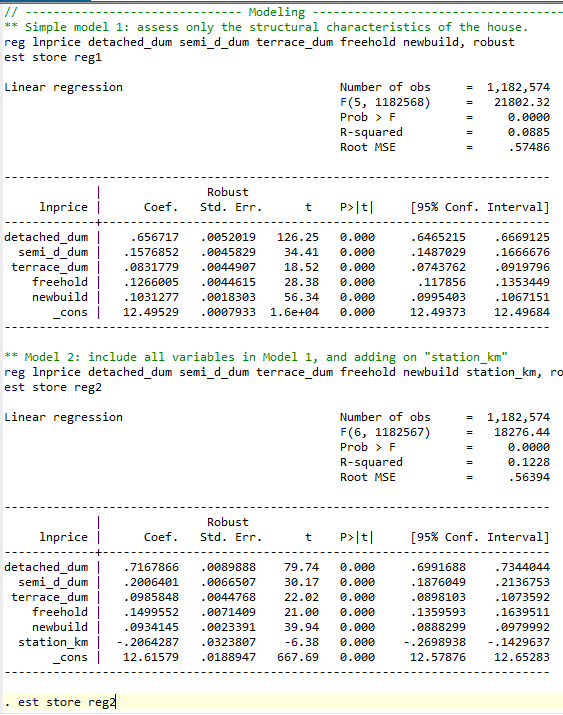 // ------------------------------- Modeling ------------------------------------
** Simple model 1: assess only the structural characteristics of the house.
reg lnprice detached_dum semi_d_dum terrace_dum freehold newbuild, robust
est store reg1
Linear regression                               Number of obs     =  1,182,574
                                                F(5, 1182568)     =   21802.32
                                                Prob > F          =     0.0000
                                                R-squared         =     0.0885
                                                Root MSE          =     .57486
------------------------------------------------------------------------------
             |               Robust
     lnprice |      Coef.   Std. Err.      t    P>|t|     [95% Conf. Interval]
-------------+----------------------------------------------------------------
detached_dum |    .656717   .0052019   126.25   0.000     .6465215    .6669125
  semi_d_dum |   .1576852   .0045829    34.41   0.000     .1487029    .1666676
 terrace_dum |   .0831779   .0044907    18.52   0.000     .0743762    .0919796
    freehold |   .1266005   .0044615    28.38   0.000      .117856    .1353449
    newbuild |   .1031277   .0018303    56.34   0.000     .0995403    .1067151
       _cons |   12.49529   .0007933  1.6e+04   0.000     12.49373    12.49684
------------------------------------------------------------------------------
** Model 2: include all variables in Model 1, and adding on "station_km"
reg lnprice detached_dum semi_d_dum terrace_dum freehold newbuild station_km, ro
est store reg2
Linear regression                               Number of obs     =  1,182,574
                                                F(6, 1182567)     =   18276.44
                                                Prob > F          =     0.0000
                                                R-squared         =     0.1228
                                                Root MSE          =     .56394
------------------------------------------------------------------------------
             |               Robust
     lnprice |      Coef.   Std. Err.      t    P>|t|     [95% Conf. Interval]
-------------+----------------------------------------------------------------
detached_dum |   .7167866   .0089888    79.74   0.000     .6991688    .7344044
  semi_d_dum |   .2006401   .0066507    30.17   0.000     .1876049    .2136753
 terrace_dum |   .0985848   .0044768    22.02   0.000     .0898103    .1073592
    freehold |   .1499552   .0071409    21.00   0.000     .1359593    .1639511
    newbuild |   .0934145   .0023391    39.94   0.000     .0888299    .0979992
  station_km |  -.2064287   .0323807    -6.38   0.000    -.2698938   -.1429637
       _cons |   12.61579   .0188947   667.69   0.000     12.57876    12.65283
------------------------------------------------------------------------------
. est store reg2